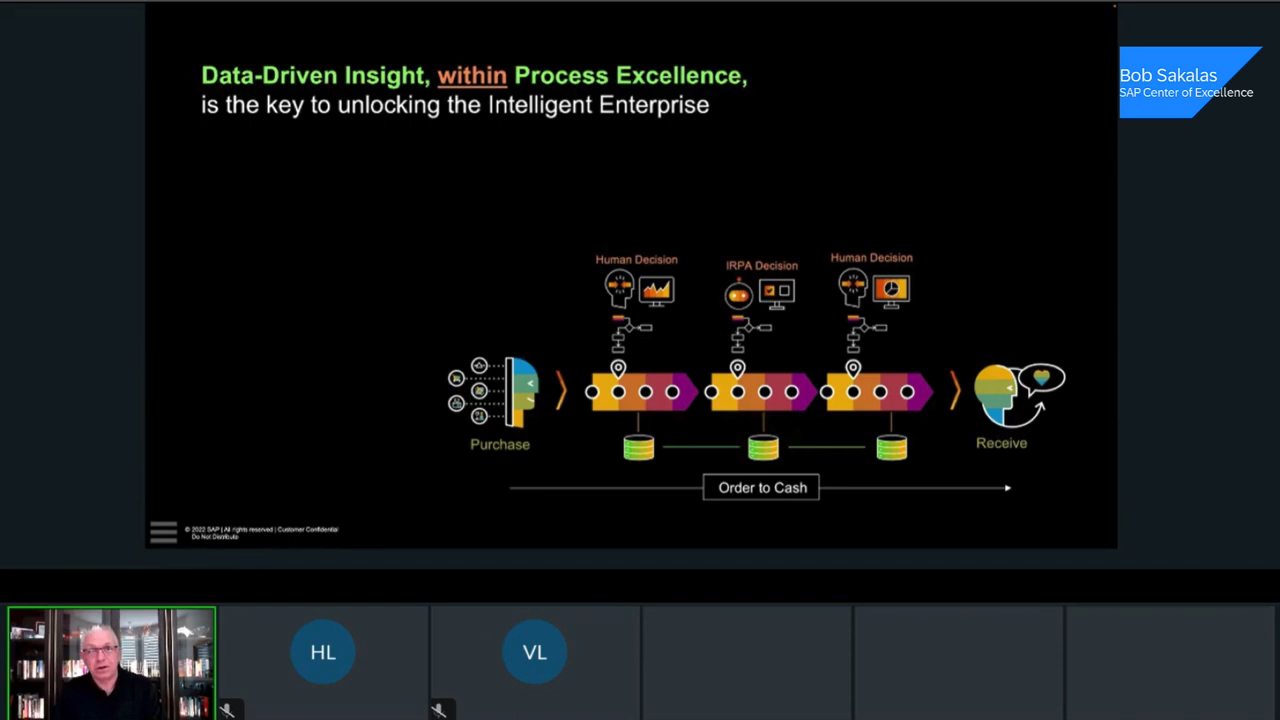 Data-Driven Insight, within Process Excellence,
is the key to unlocking the Intelligent Enterprise
Bob Sakalas
SAP Center of Excellence
Human Decision
IRPA Decision
Human Decision
Purchase
Receive
Order to Cash
© 2022 SAP | All rights reserved | Customer Confidential
Do Not Distribute
HL
VL